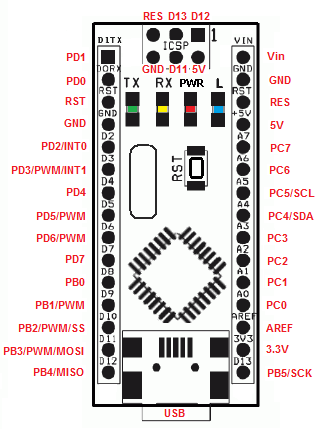 RES D13 D12
D1TX
ICSP
1
VIN
GND D11 5V
PD1
Vin
D0RX
GND
PD0
TX RX PWR L
GND
RST
RST
RST
RES
GND
+5V
GND
5V
D2
A7
PD2/INT0
PC7
D3
A6
PD3/PWM/INT1
RST
PC6
D4
A5
PD4
PC5/SCL
D5
A4
PD5/PWM
PC4/SDA
D6
A3
PD6/PWM
PC3
D7
A2
PD7
PC2
D8
A1
PB0
PC1
D9
A0
PB1/PWM
PC0
D10
AREF
PB2/PWM/SS
AREF
D11
3V3
PB3/PWM/MOSI
3.3V
D12
D13
PB4/MISO
PB5/SCK
USB